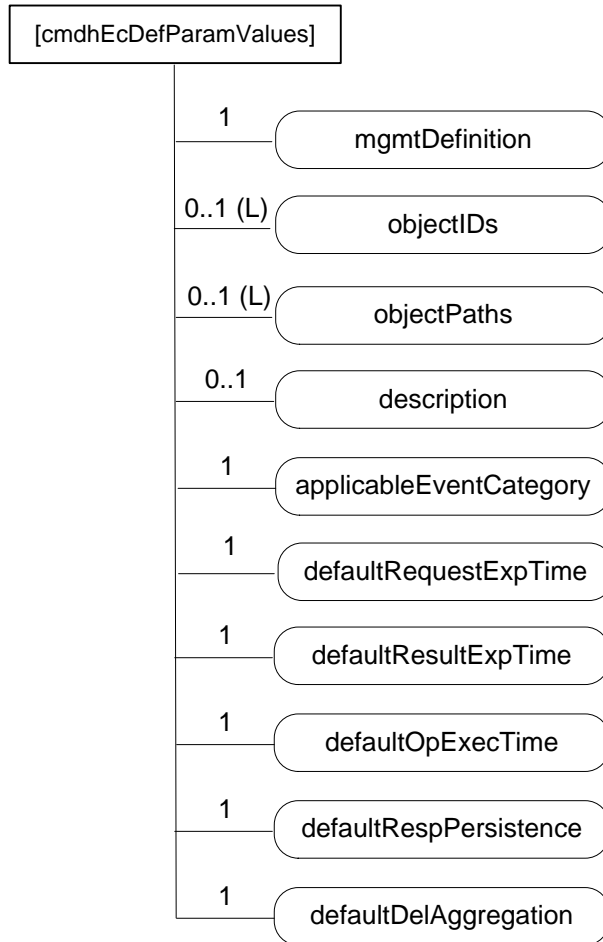 [cmdhEcDefParamValues]
1
mgmtDefinition
0..1 (L)
objectIDs
0..1 (L)
objectPaths
0..1
description
1
applicableEventCategory
1
defaultRequestExpTime
1
defaultResultExpTime
1
defaultOpExecTime
1
defaultRespPersistence
1
defaultDelAggregation